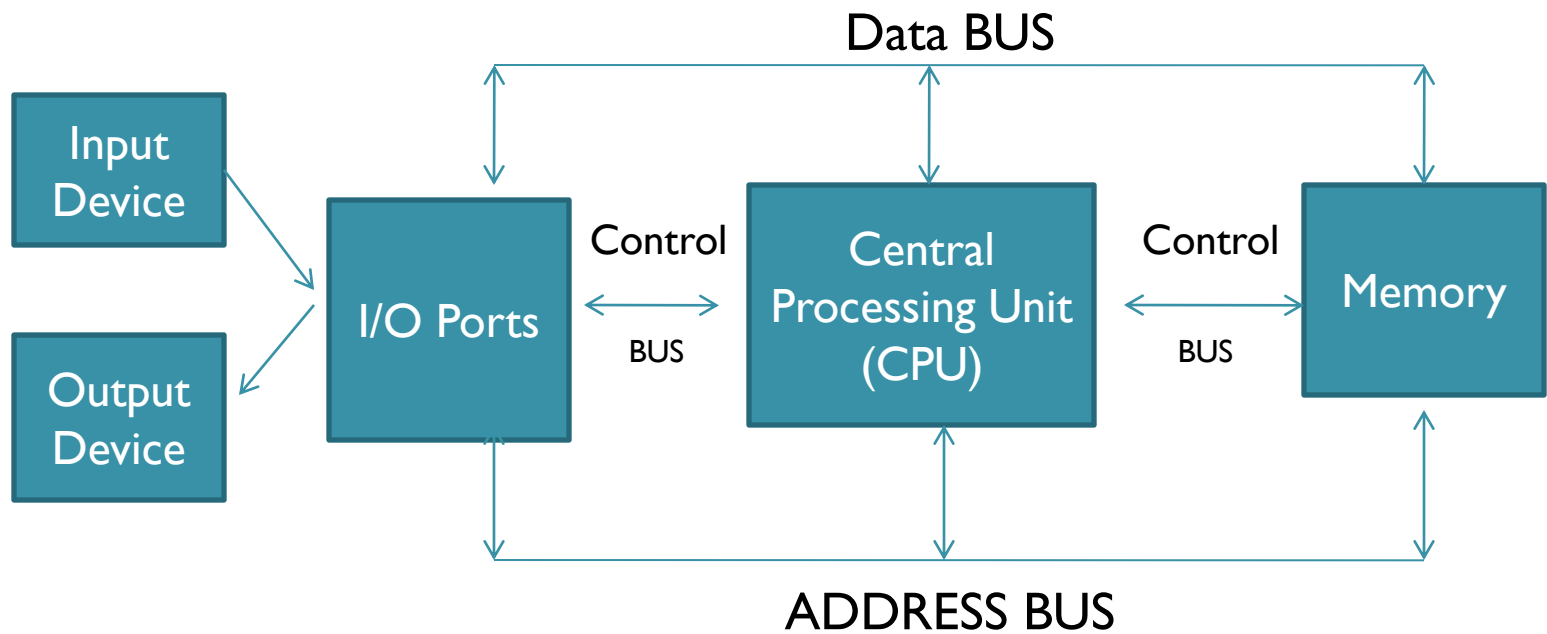 Data BUS
Input
Device
Output
Device
I/O Ports
Control
BUS
Central
Processing Unit
(CPU)
Control
BUS
Memory
ADDRESS BUS